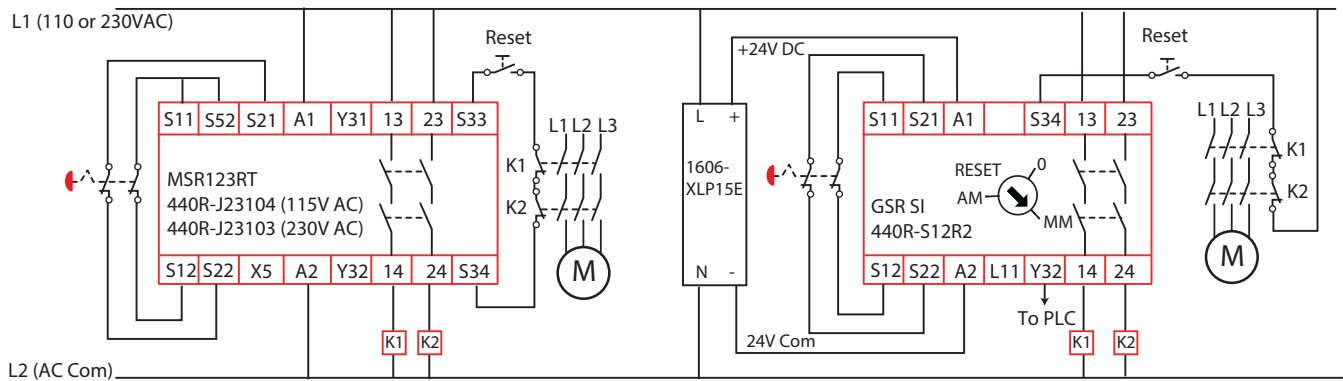 L1 (110 or 230VAC)
Reset
S11 S52 S21 A1 Y31 13 23 S33
L1 L2 L3
MSR123RT
440R-J23104 (115V AC)
440R-J23103 (230V AC)
K1
K2
M
S12 S22 X5 A2 Y32 14 24 S34
K1 K2
L2 (AC Com)
+24V DC
L +
1606-
XLP15E
N -
24V Com
Reset
S11 S21 A1 S34 13 23
L1 L2 L3
RESET
0
AM
MM
GSR SI
440R-S12R2
K1
K2
M
S12 S22 A2 L11 Y32 14 24
To PLC
K1 K2